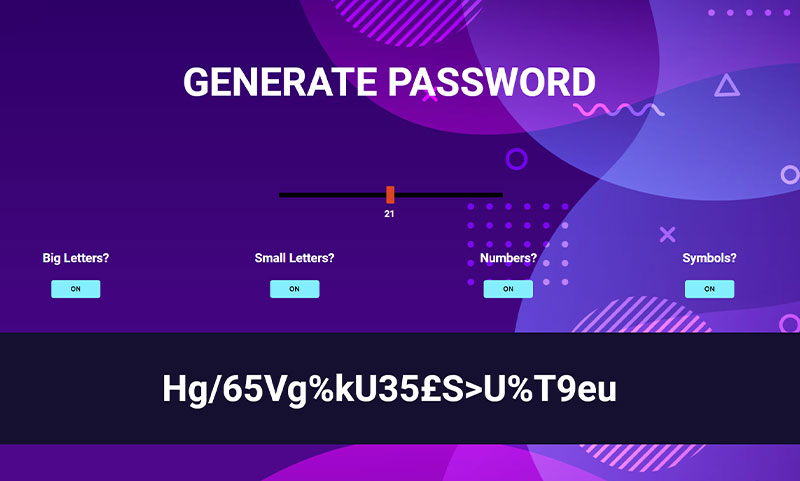 GENERATE PASSWORD
21
Big Letters? Small Letters? Numbers? Symbols?
ON ON ON ON
Hg/65Vg%kU35£S>U%T9eu